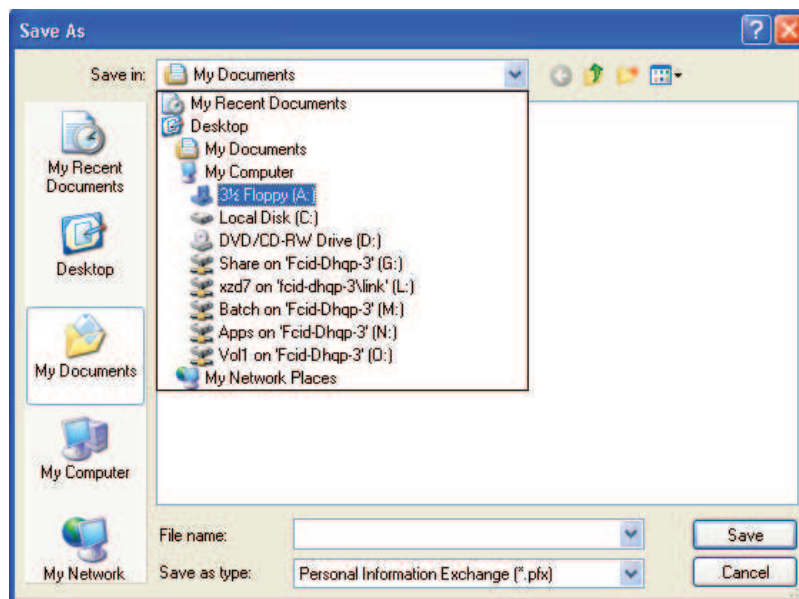 Save As
Save in:
My Documents
My Recent Documents
Desktop
My Documents
My Computer
3½ Floppy (A:)
Local Disk (C:)
DVD/CD-RW Drive (D:)
Share on 'Fcid-Dhqp-3' (G:)
xzd7 on 'fcid-dhqp-3\link' (L:)
Batch on 'Fcid-Dhqp-3' (M:)
Apps on 'Fcid-Dhqp-3' (N:)
Vol1 on 'Fcid-Dhqp-3' (O:)
My Network Places
My Recent
Documents
Desktop
My Documents
My Computer
My Network
File name:
Save
Save as type:
Personal Information Exchange (*.pfx)
Cancel